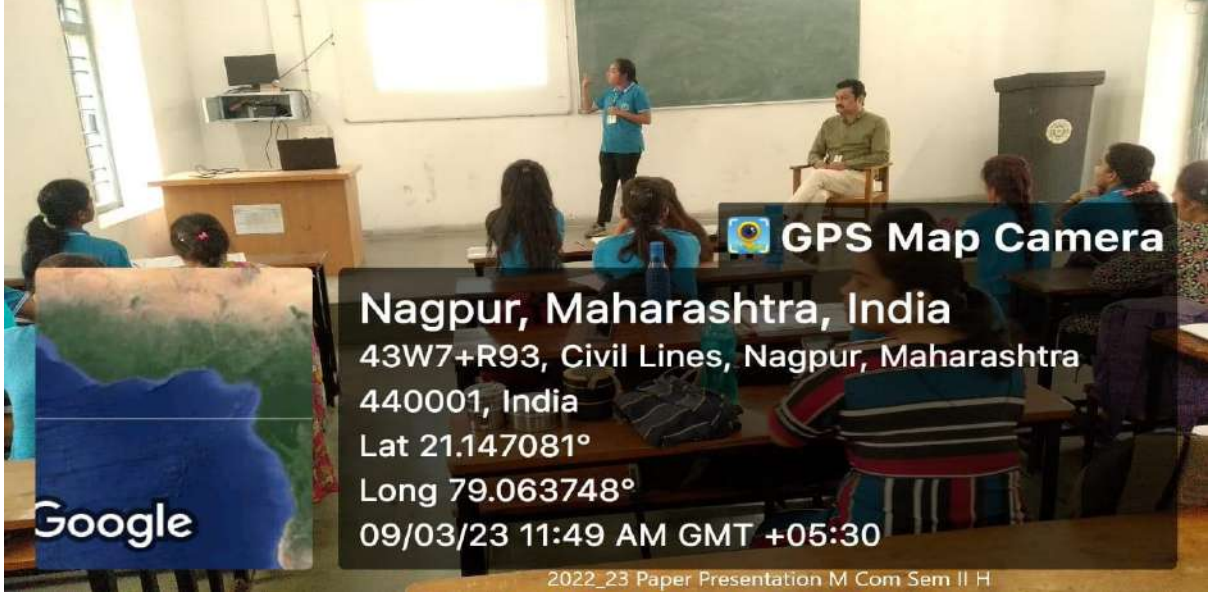 GPS Map Camera
Nagpur, Maharashtra, India
43W7+R93, Civil Lines, Nagpur, Maharashtra
440001, India
Lat 21.147081°
Long 79.063748°
09/03/23 11:49 AM GMT +05:30
Google
2022_23 Paper Presentation M Com Sem II H